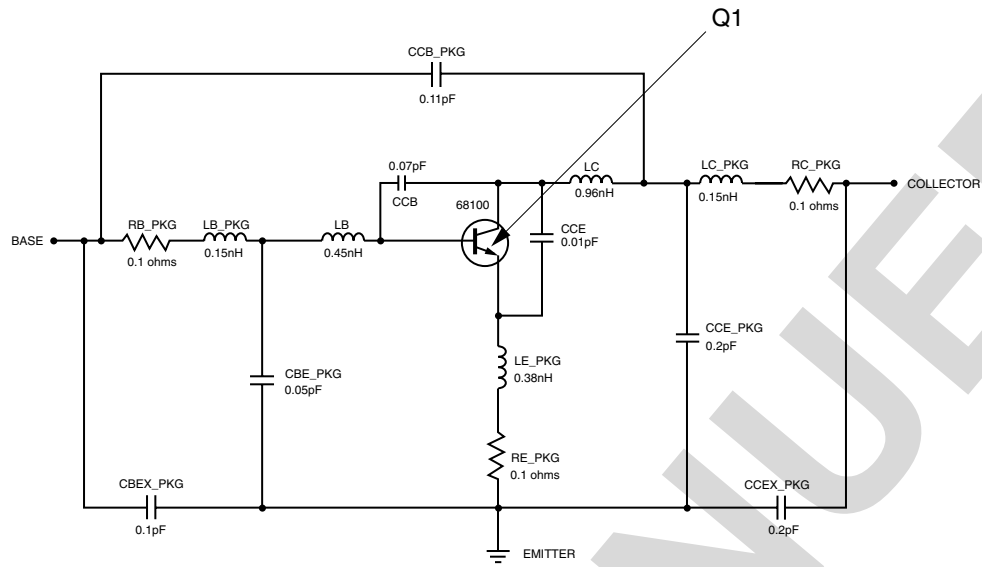 Q1
CCB_PKG
0.11pF
0.07pF
CCB
LC
0.96nH
LC_PKG
0.15nH
RC_PKG
0.1 ohms
COLLECTOR
68100
BASE
RB_PKG
0.1 ohms
LB_PKG
0.15nH
LB
0.45nH
CCE
0.01pF
CCE_PKG
0.2pF
LE_PKG
0.38nH
CBE_PKG
0.05pF
RE_PKG
0.1 ohms
CBEX_PKG
0.1pF
CCEX_PKG
0.2pF
EMITTER